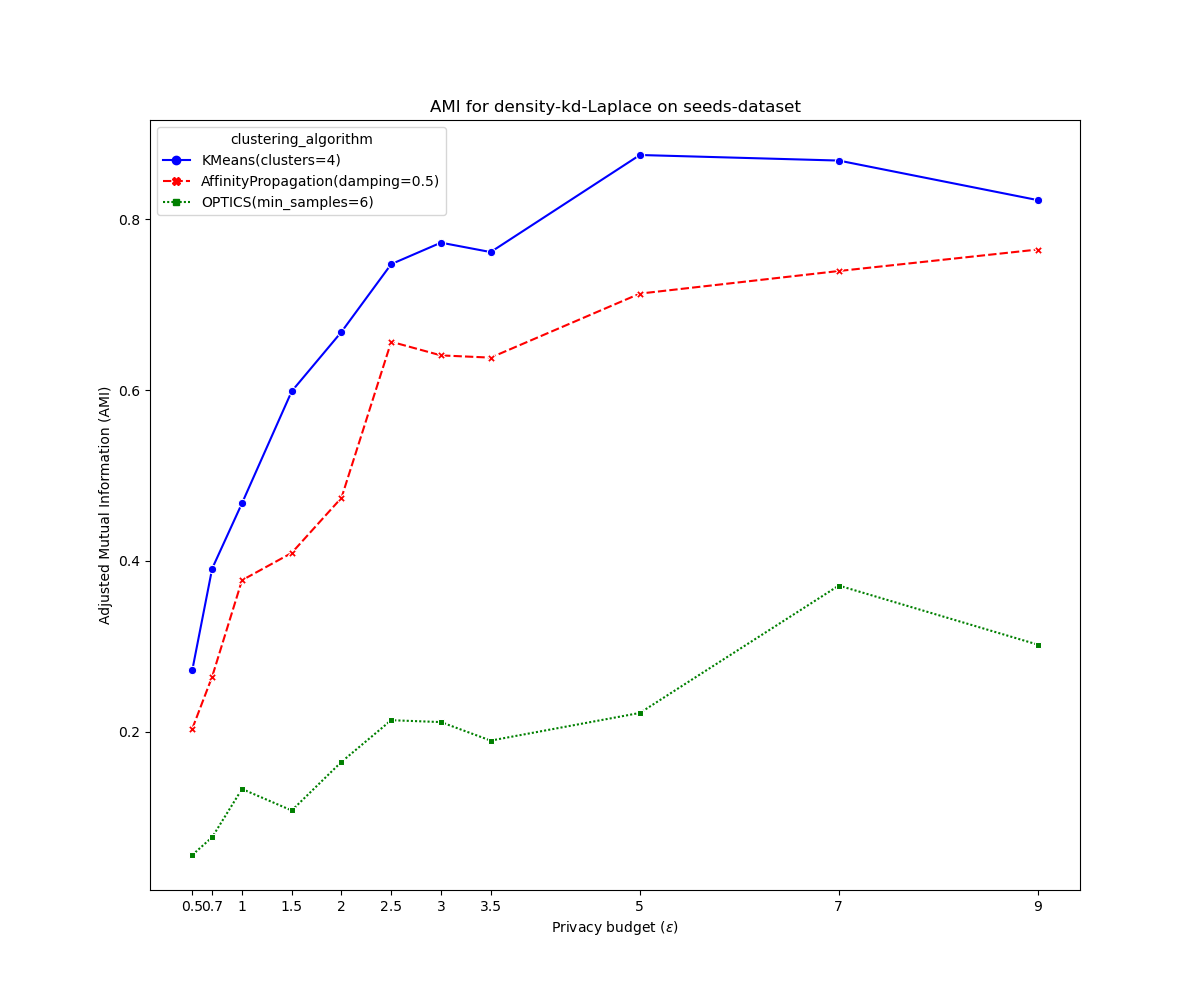 AMI for density-kd-Laplace on seeds-dataset
clustering_algorithm
KMeans(clusters=4)
AffinityPropagation(damping=0.5)
OPTICS(min_samples=6)
Adjusted Mutual Information (AMI)
0.8
0.6
0.4
0.2
0.5 0.7 1 1.5 2 2.5 3 3.5 5 7 9
Privacy budget (ε)